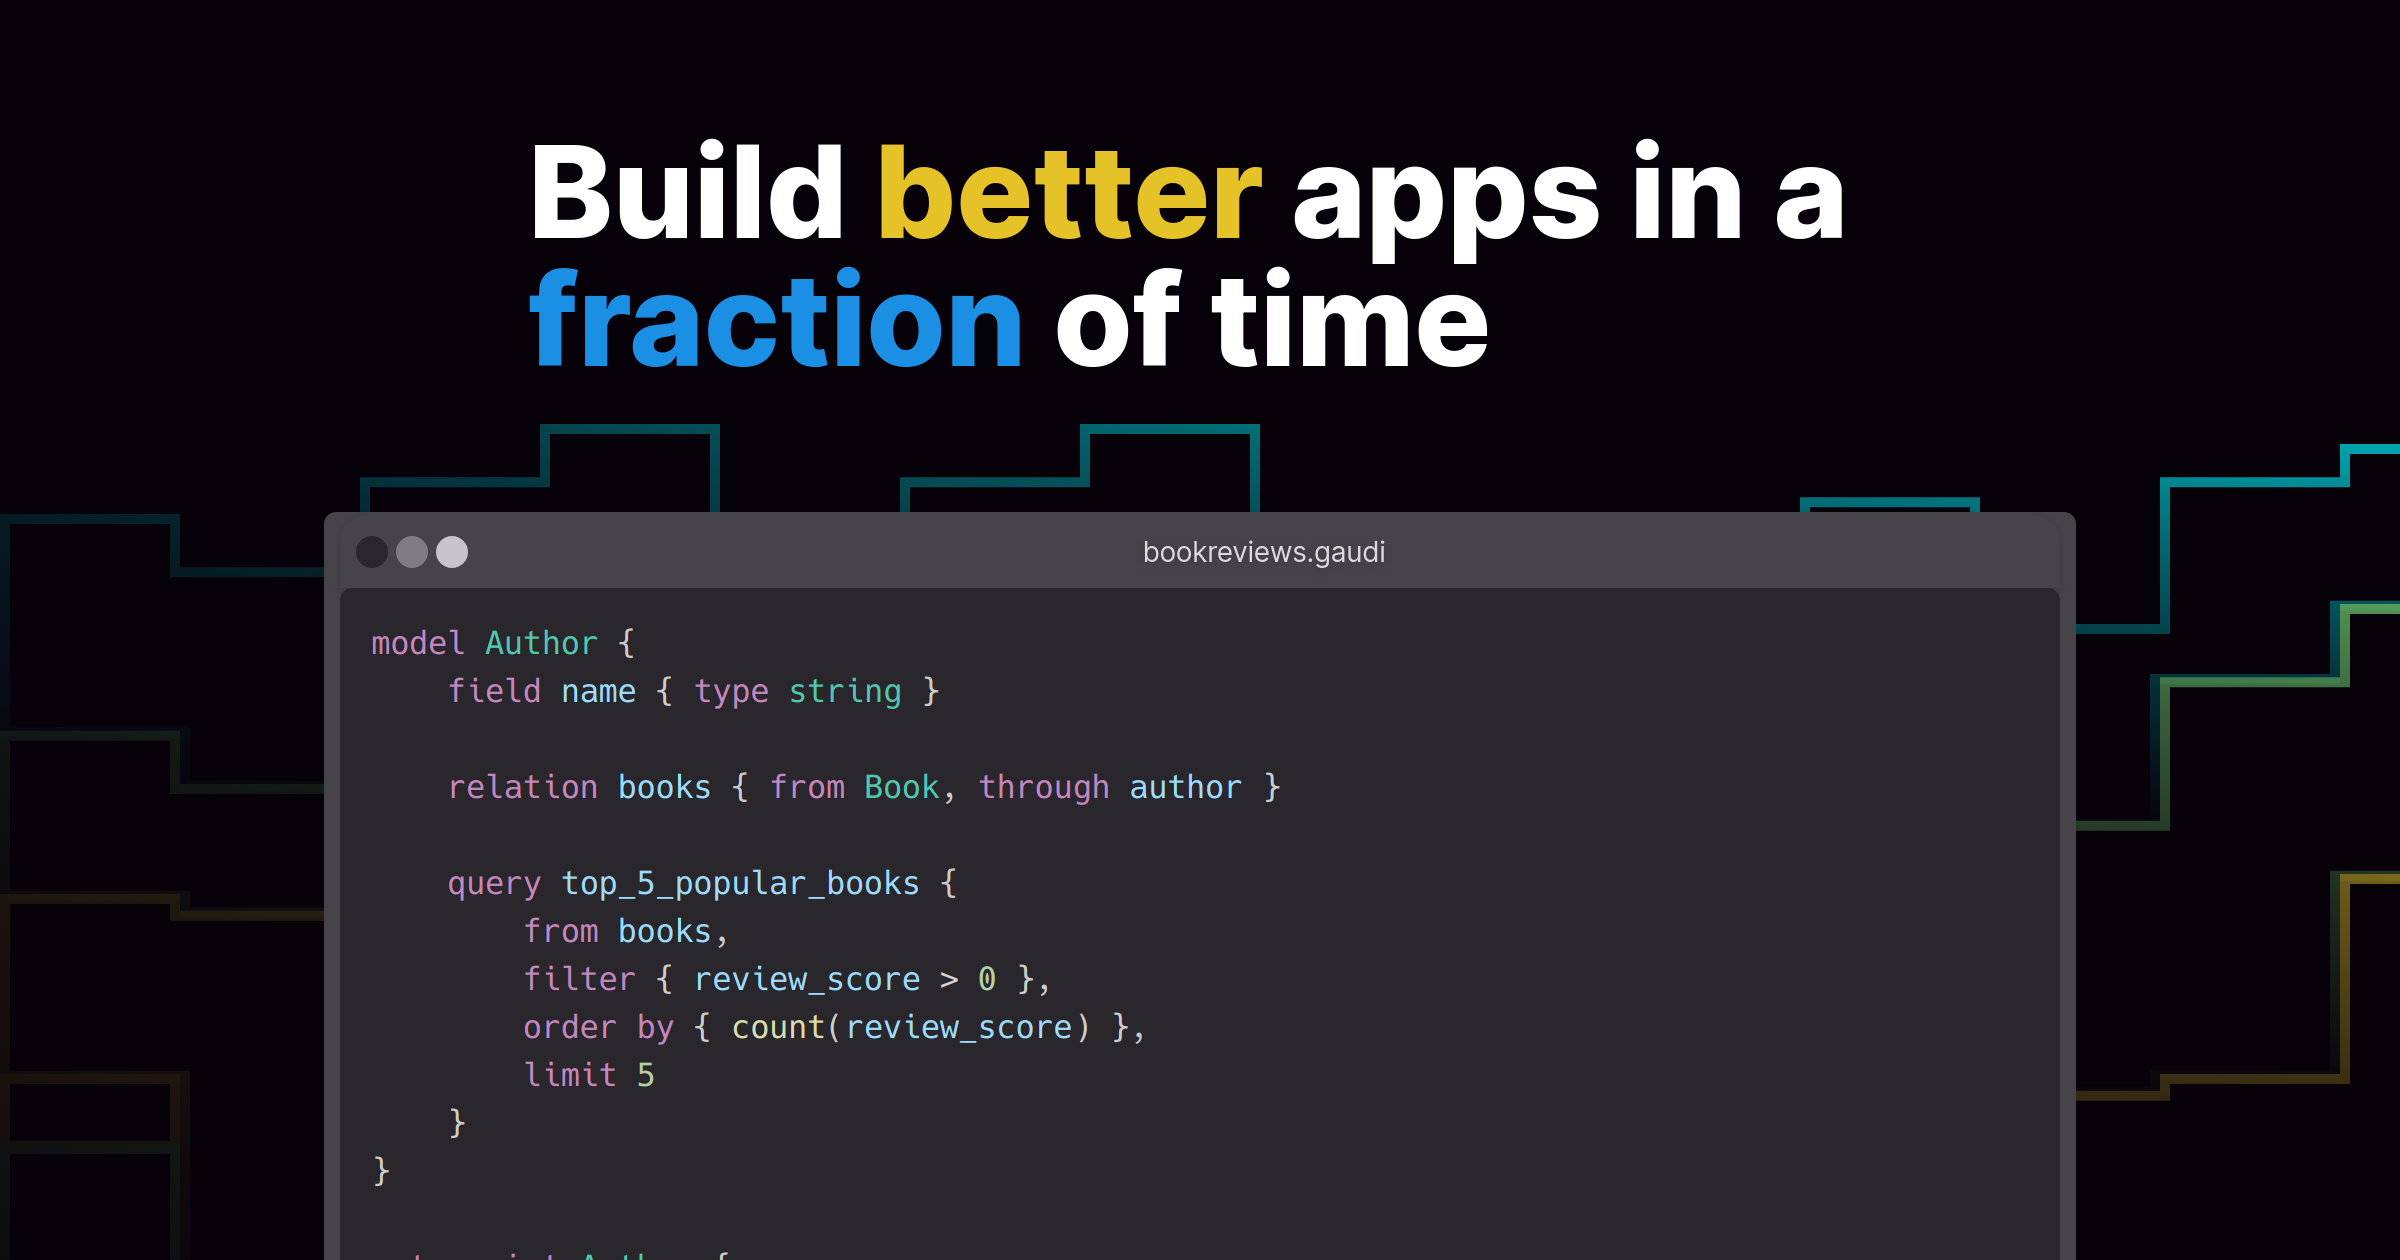 Build better apps in a
fraction of time
bookreviews.gaudi
model Author {
    field name { type string }
    relation books { from Book, through author }
    query top_5_popular_books {
        from books,
        filter { review_score > 0 },
        order by { count(review_score) },
        limit 5
    }
}